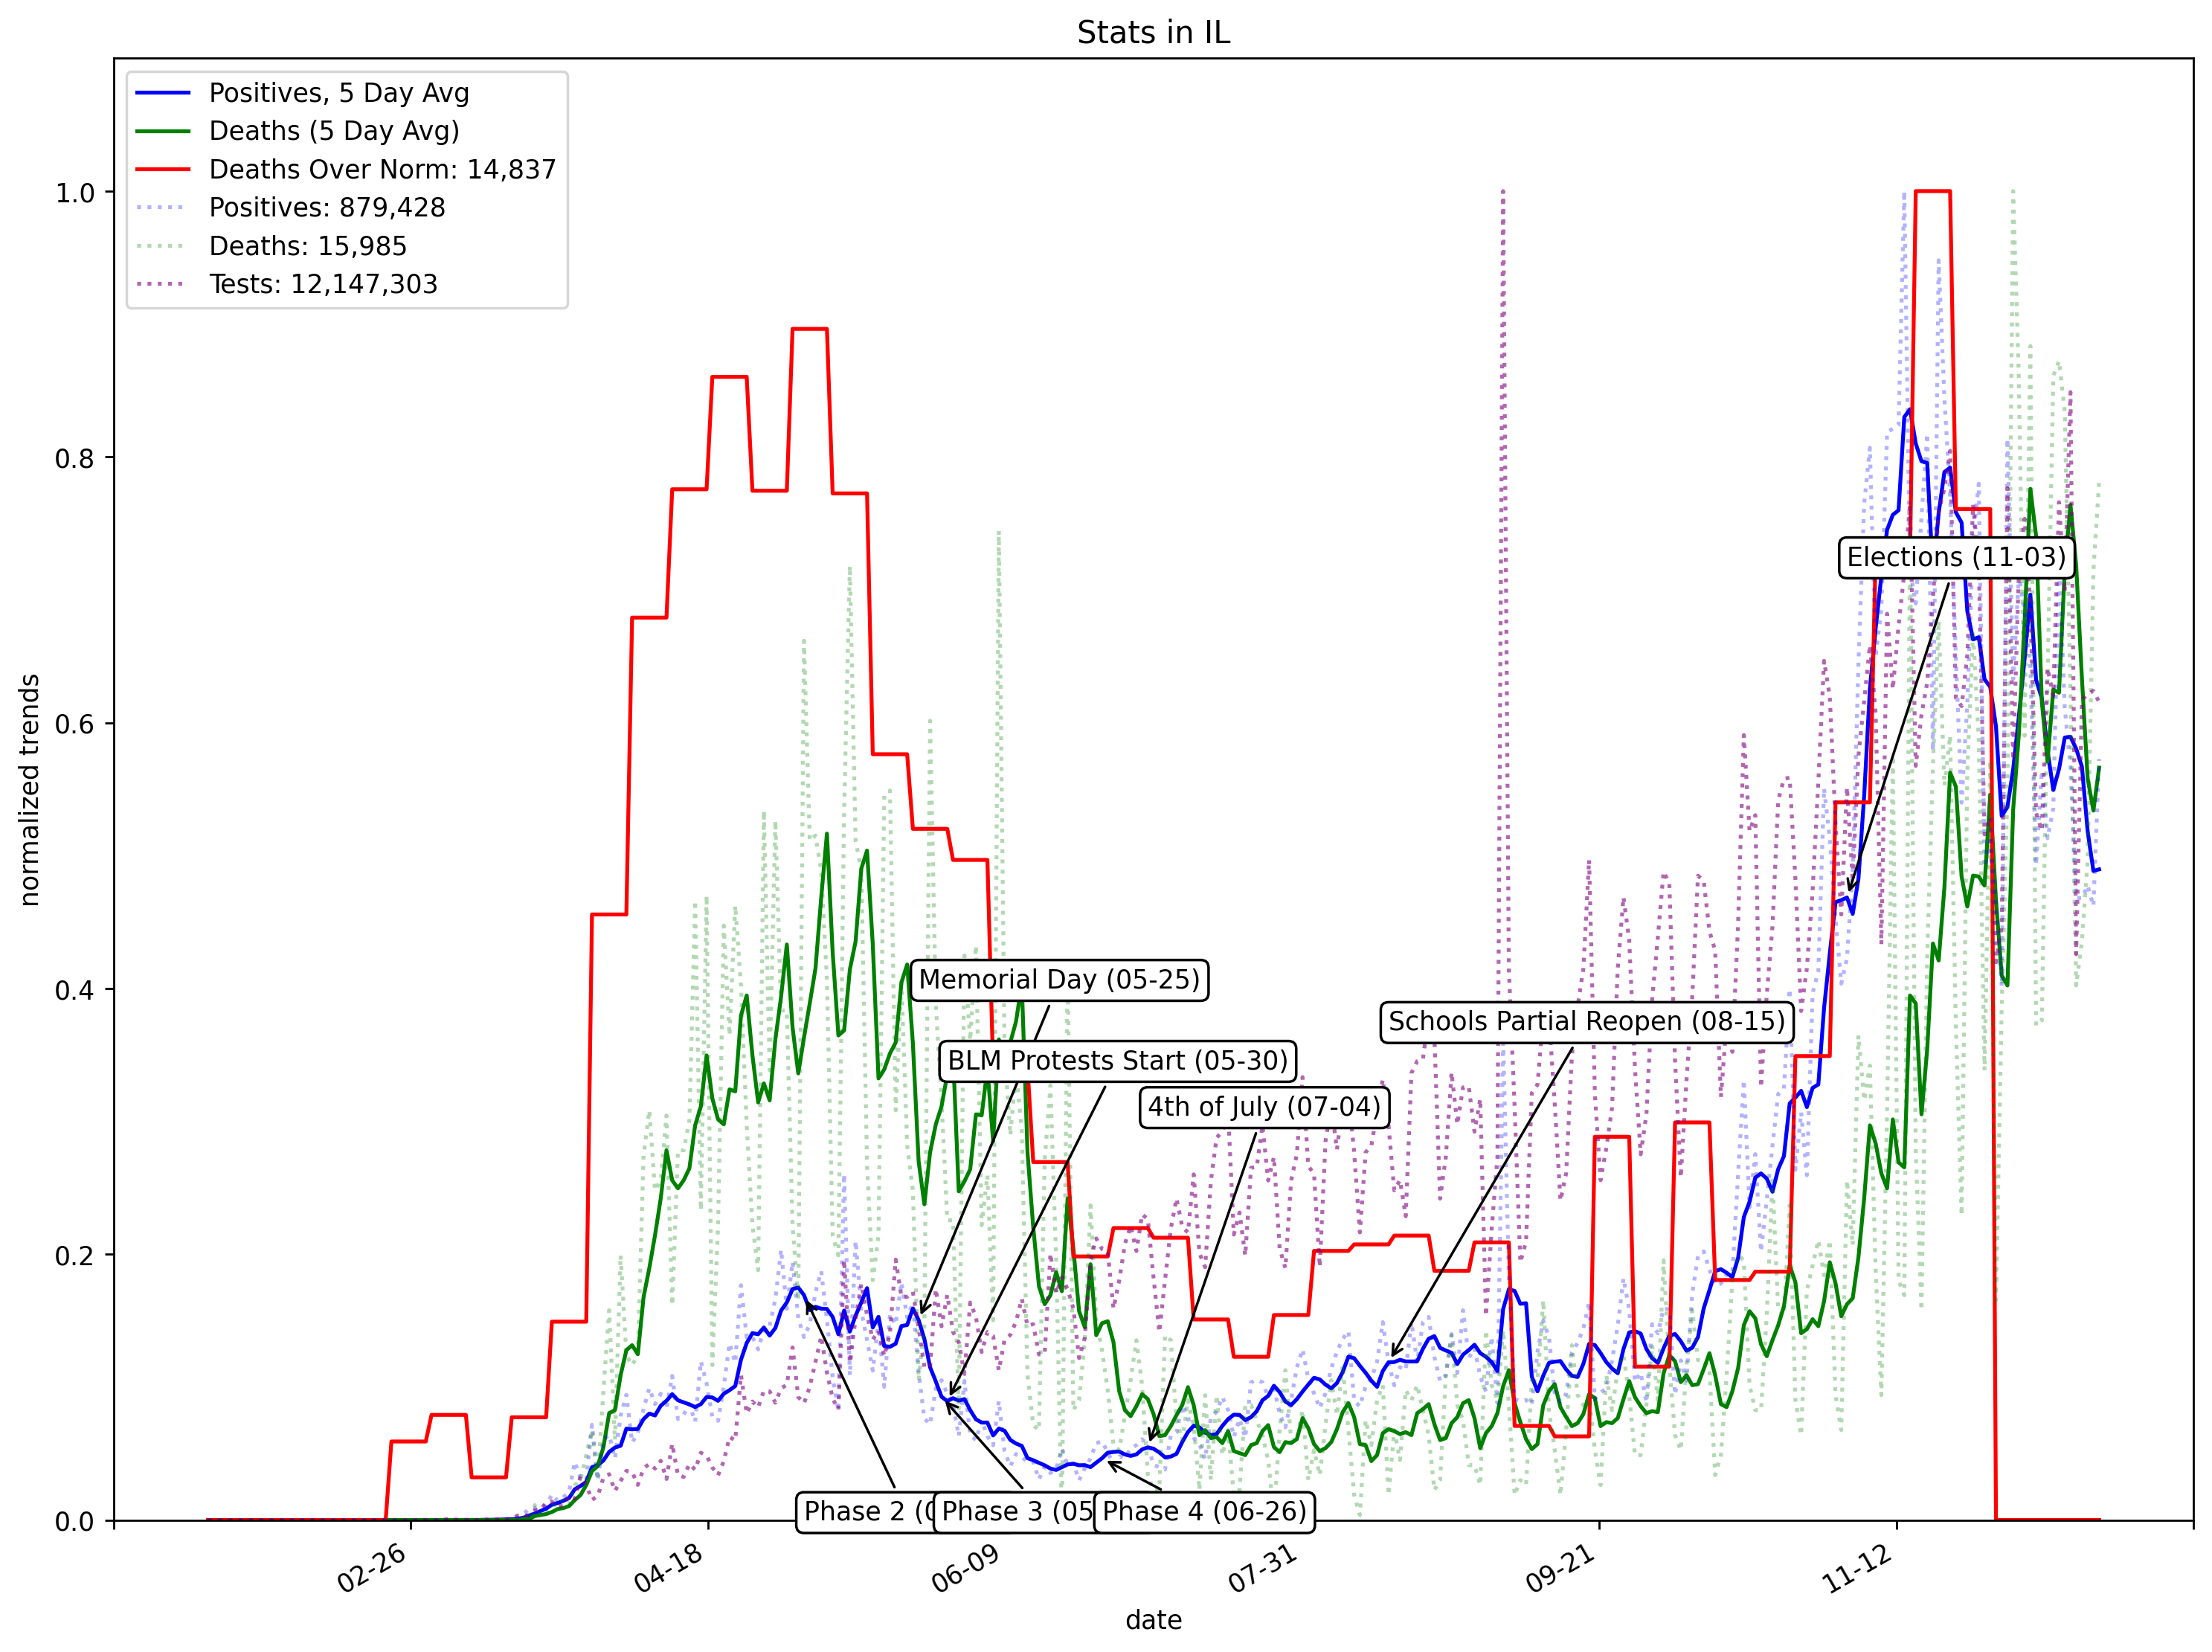 Stats in IL
Positives, 5 Day Avg
Deaths (5 Day Avg)
Deaths Over Norm: 14,837
Positives: 879,428
Deaths: 15,985
Tests: 12,147,303
normalized trends
1.0
0.8
0.6
0.4
0.2
0.0
Elections (11-03)
Memorial Day (05-25)
Schools Partial Reopen (08-15)
BLM Protests Start (05-30)
4th of July (07-04)
Phase 2 (0
Phase 3 (05
Phase 4 (06-26)
02-26
04-18
06-09
07-31
09-21
11-12
date